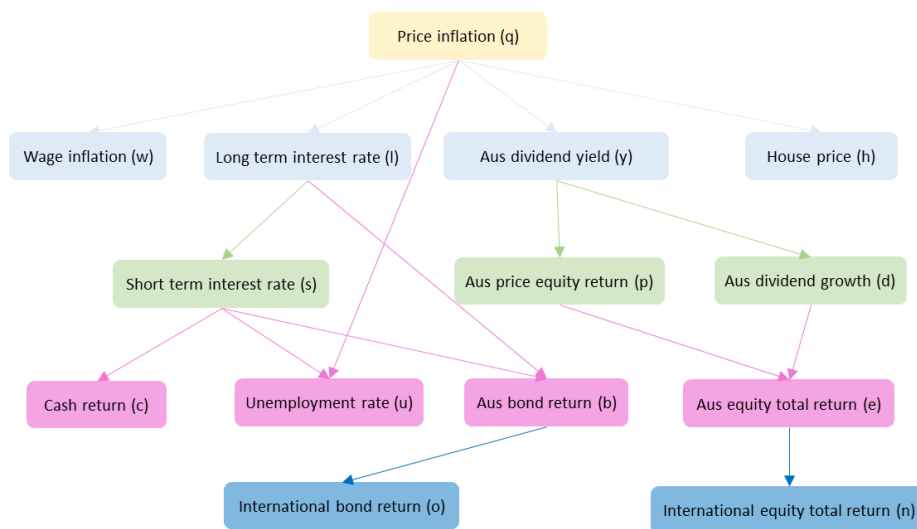 Price inflation (q)
Wage inflation (w)
Long term interest rate (l)
Aus dividend yield (y)
House price (h)
Short term interest rate (s)
Aus price equity return (p)
Aus dividend growth (d)
Cash return (c)
Unemployment rate (u)
Aus bond return (b)
Aus equity total return (e)
International bond return (o)
International equity total return (n)